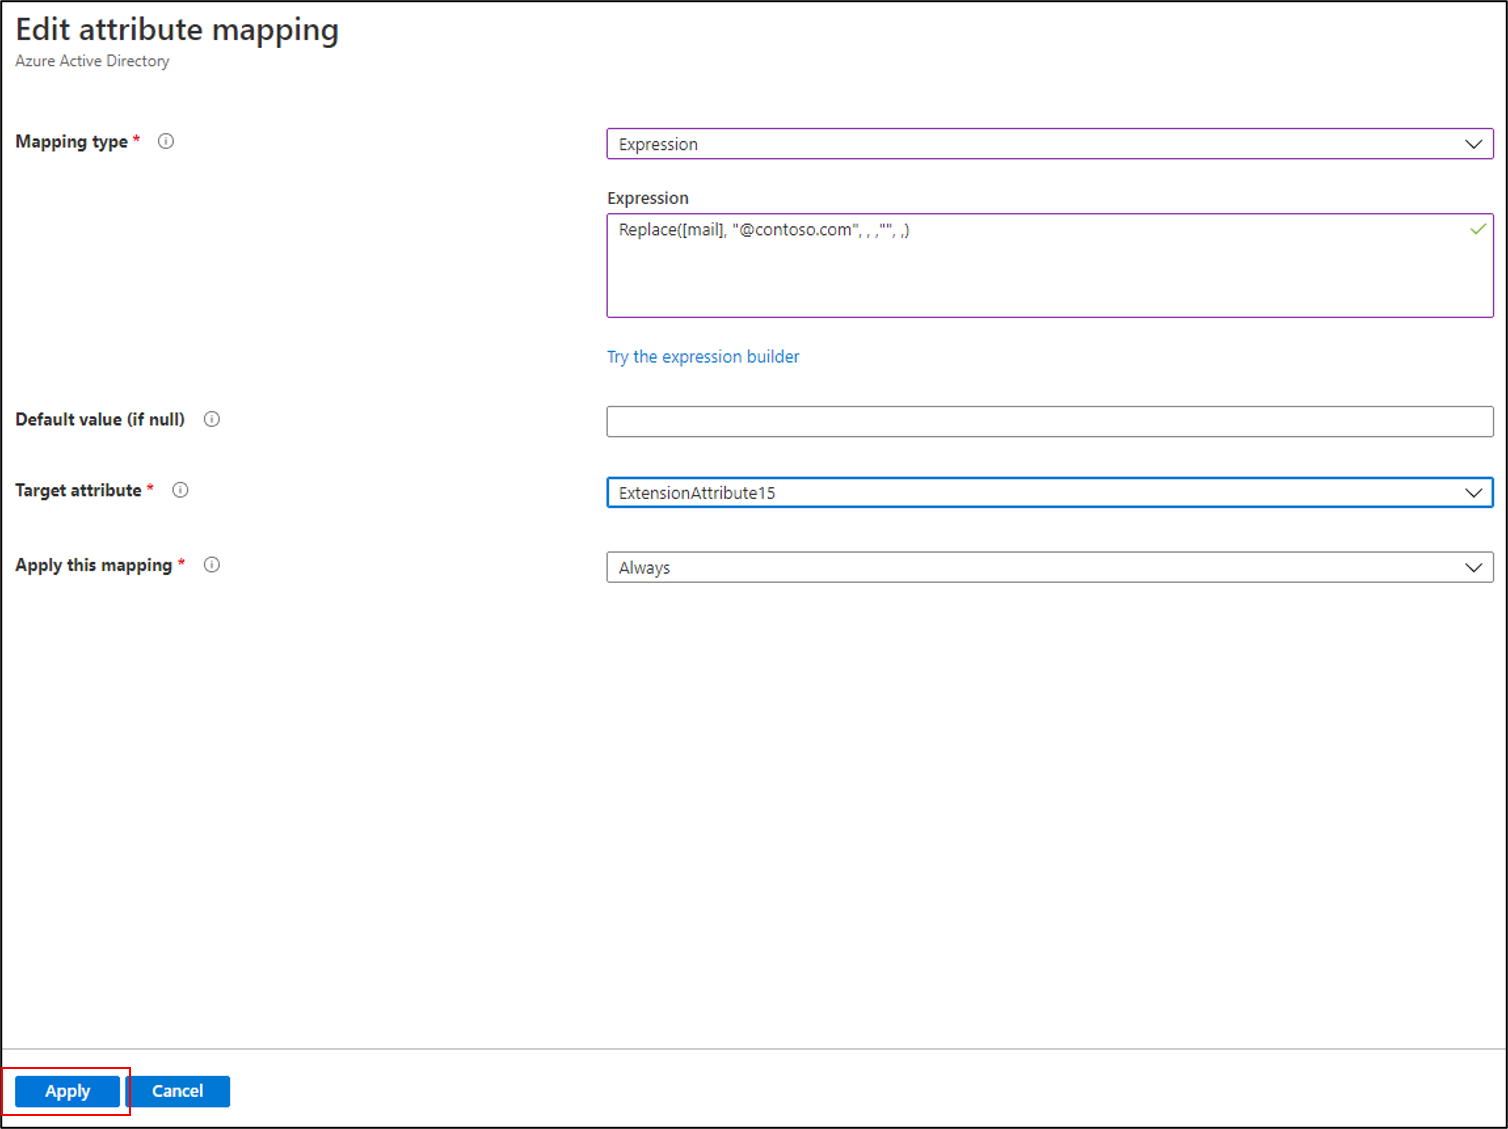 Edit attribute mapping
Azure Active Directory
Mapping type *
Expression
Expression
Replace([mail], "@contoso.com", , ,"", ,)
Try the expression builder
Default value (if null)
Target attribute *
ExtensionAttribute15
Apply this mapping *
Always
Apply
Cancel